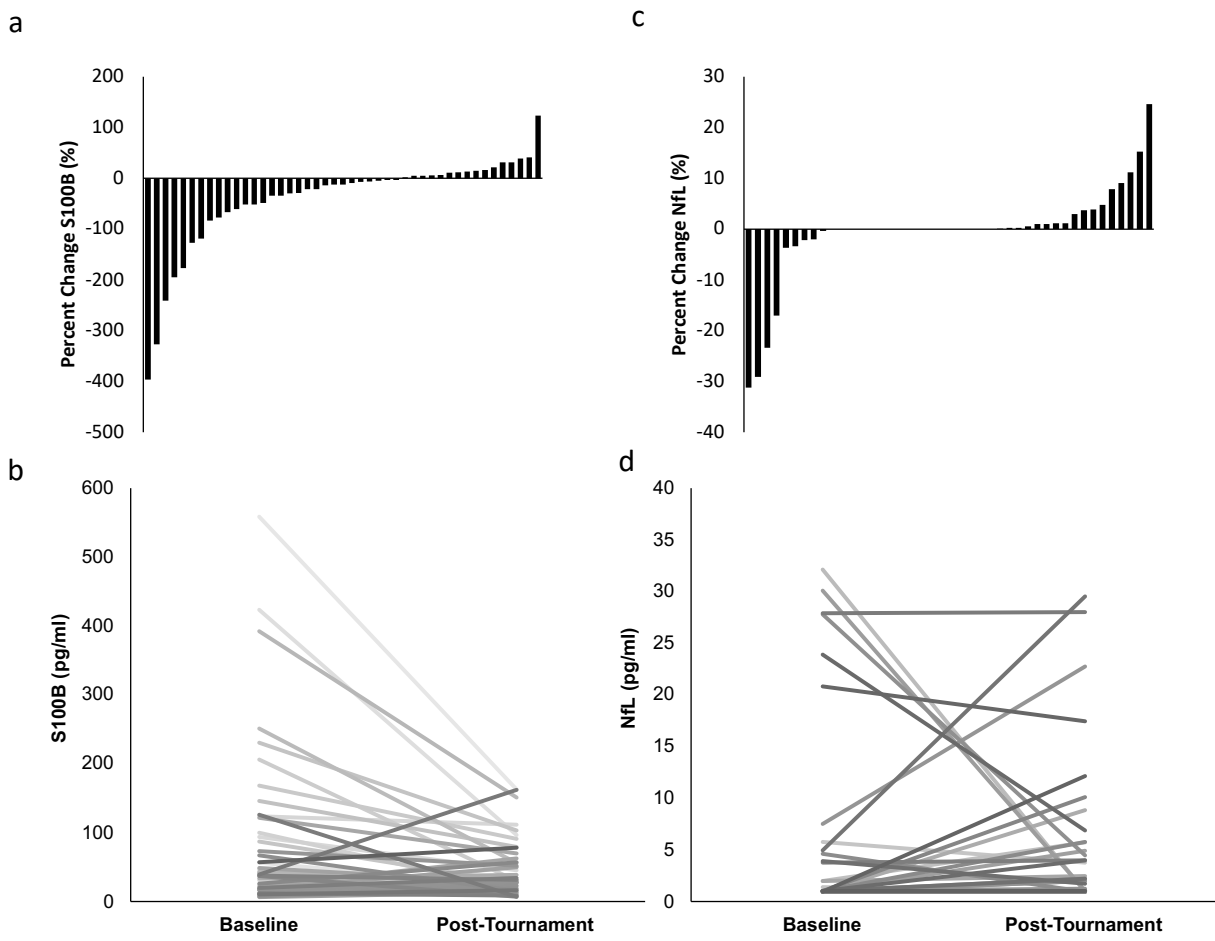 a
Percent Change S100B (%)
200
100
0
-100
-200
-300
-400
-500
c
Percent Change NfL (%)
30
20
10
0
-10
-20
-30
-40
b
S100B (pg/ml)
600
500
400
300
200
100
0
Baseline
Post-Tournament
d
NfL (pg/ml)
40
35
30
25
20
15
10
5
0
Baseline
Post-Tournament